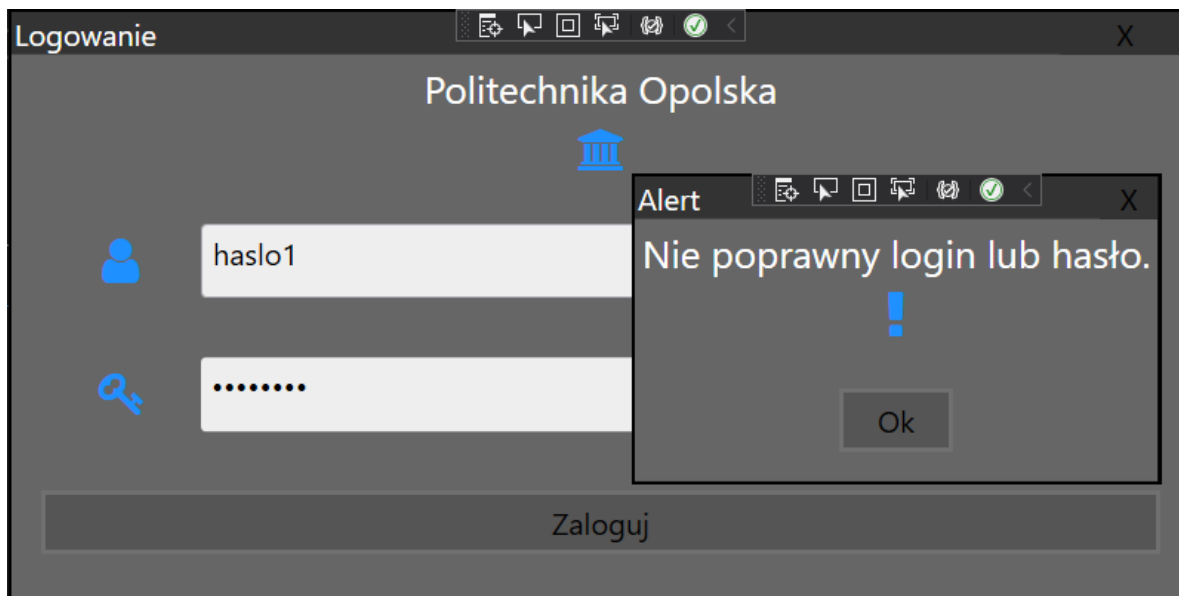 Logowanie
X
Politechnika Opolska
Alert
X
haslo1
Nie poprawny login lub hasło.
!
••••••••
Ok
Zaloguj